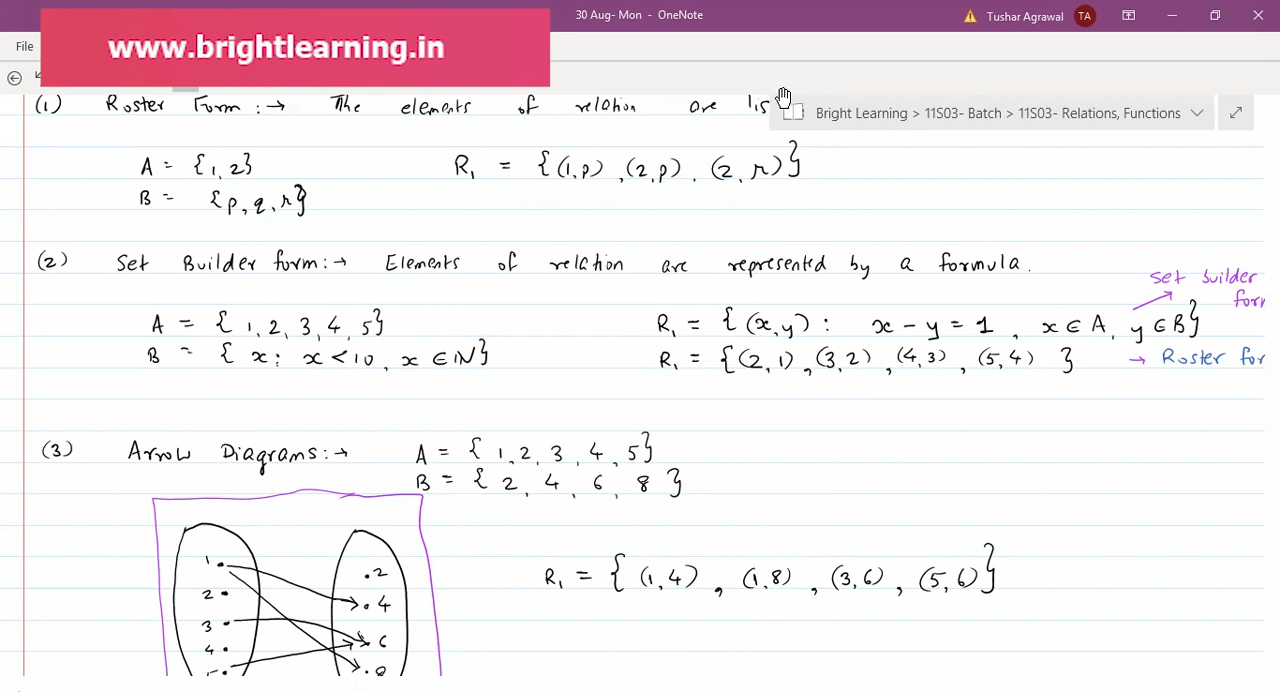 30 Aug- Mon - OneNote
Tushar Agrawal TA
File
www.brightlearning.in
Bright Learning > 11S03- Batch > 11S03- Relations, Functions
(1) Roster Form :→ The elements of relation are lis
A = {1, 2}
B = {p, q, r}
R₁ = {(1,p) , (2,p) , (2, r)}
(2) Set Builder form :→ Elements of relation are represented by a formula.
Set Builder
for
A = { 1, 2, 3, 4, 5}
B = { x : x < 10, x ∈ N}
R₁ = { (x,y) : x - y = 1 , x ∈ A, y ∈ B}
R₁ = {(2, 1) , (3, 2) , (4, 3) , (5, 4) } → Roster for
(3) Arrow Diagrams :→ A = { 1, 2, 3, 4, 5}
B = { 2, 4, 6, 8 }
1 2
2 4
3 6
4 8
5
R₁ = { (1, 4) , (1, 8) , (3, 6) , (5, 6)}